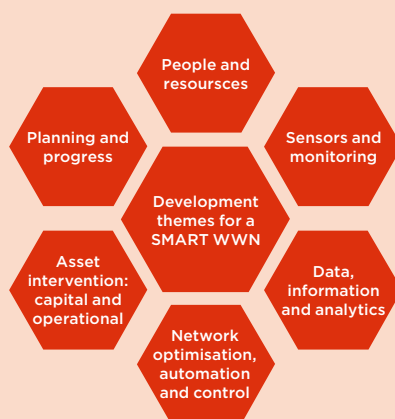 People and
resoursces
Planning and
progress
Sensors and
monitoring
Development
themes for a
SMART WWN
Asset
intervention:
capital and
operational
Data,
information
and analytics
Network
optimisation,
automation
and control